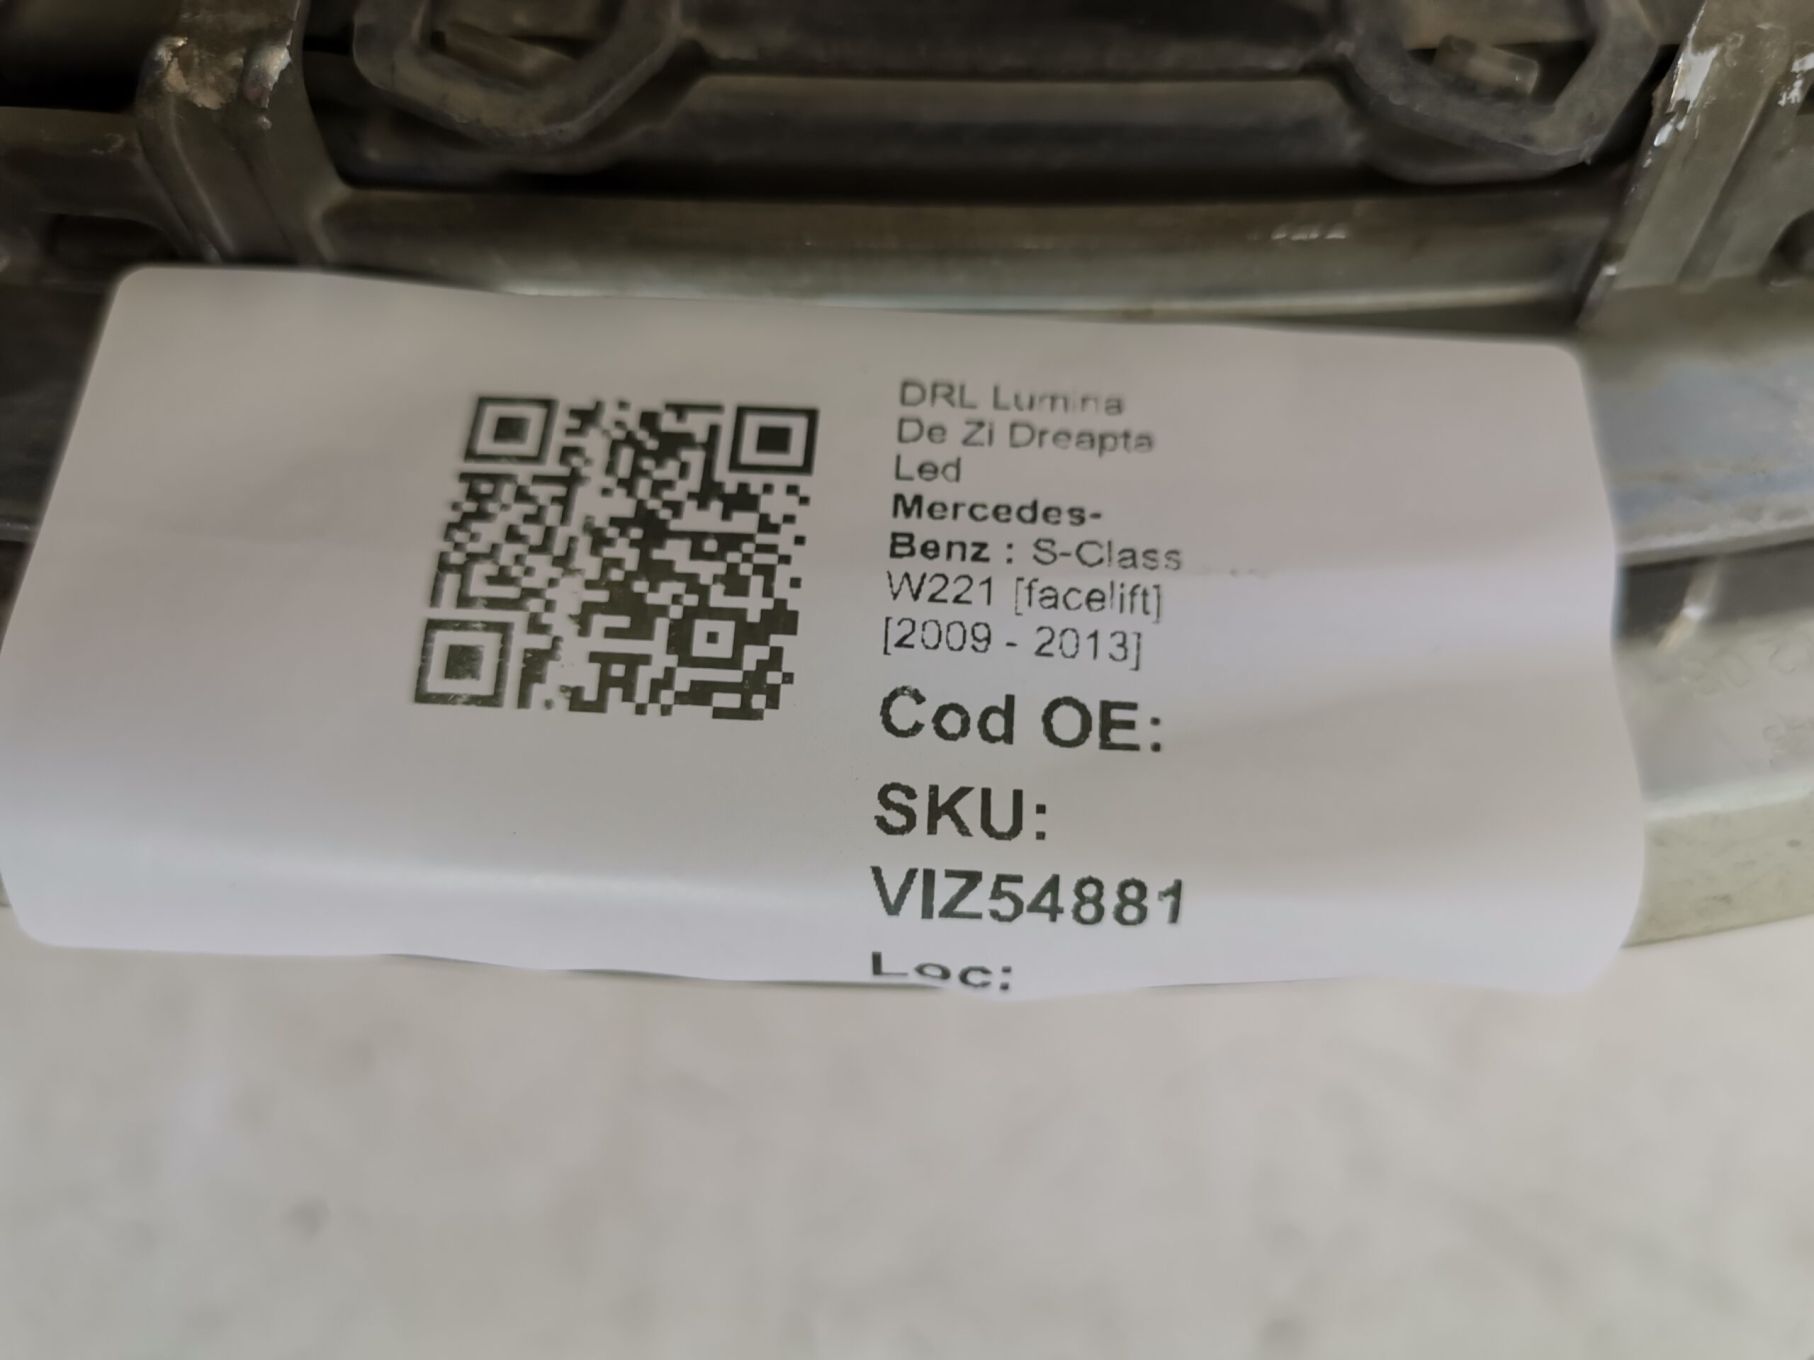 DRL Lumina
De Zi Dreapta
Led
Mercedes-
Benz : S-Class
W221 [facelift]
[2009 - 2013]
Cod OE:
SKU:
VIZ54881
Loc: